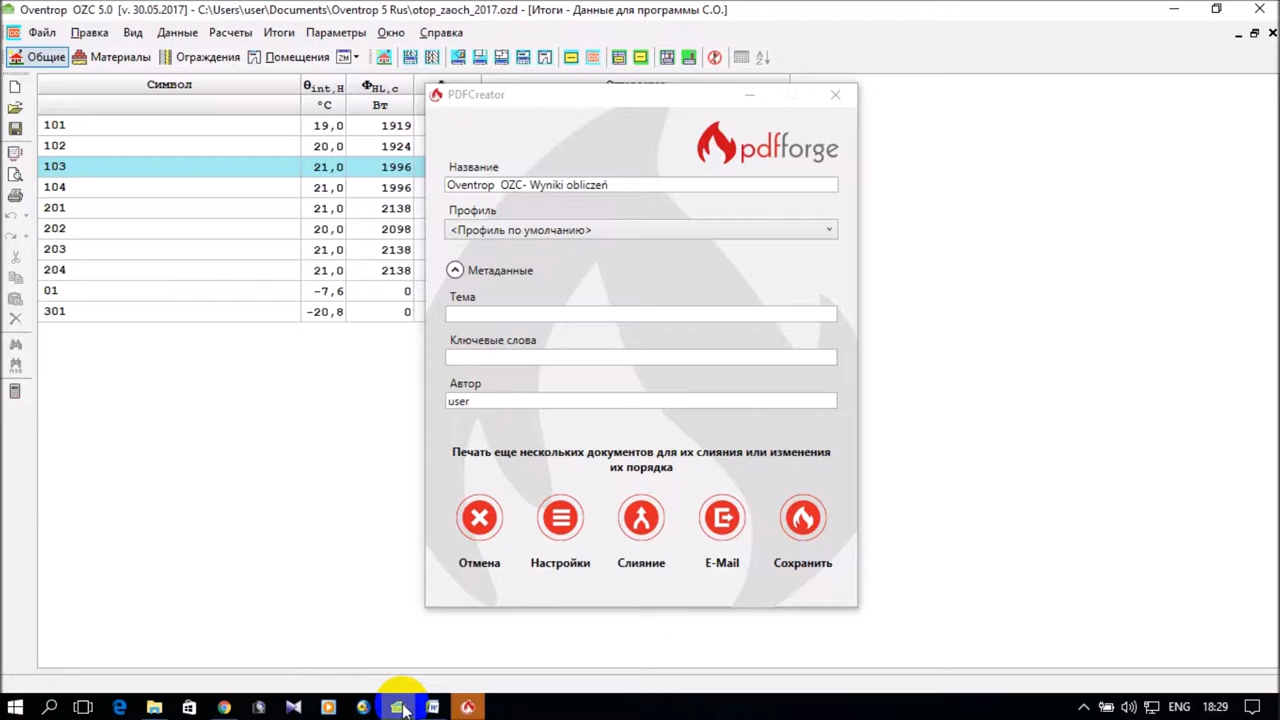 Oventrop OZC 5.0 [v. 30.05.2017] - C:\Users\user\Documents\Oventrop 5 Rus\otop_zaoch_2017.ozd - [Итоги - Данные для программы С.О.]
Файл Правка Вид Данные Расчеты Итоги Параметры Окно Справка
Общие Материалы Ограждения Помещения
Символ θint,H ΦHL,c
°C Вт
101 19,0 1919
102 20,0 1924
103 21,0 1996
104 21,0 1996
201 21,0 2138
202 20,0 2098
203 21,0 2138
204 21,0 2138
01 -7,6 0
301 -20,8 0
PDFCreator
pdfforge
Название
Oventrop OZC- Wyniki obliczeń
Профиль
<Профиль по умолчанию>
Метаданные
Тема
Ключевые слова
Автор
user
Печать еще нескольких документов для их слияния или изменения
их порядка
Отмена Настройки Слияние E-Mail Сохранить
ENG 18:29